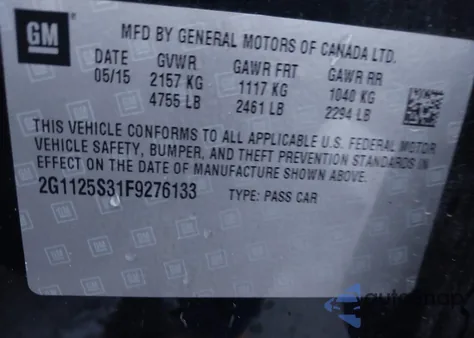 GM
MFD BY GENERAL MOTORS OF CANADA LTD.
DATE GVWR GAWR FRT GAWR RR
05/15 2157 KG 1117 KG 1040 KG
4755 LB 2461 LB 2294 LB
THIS VEHICLE CONFORMS TO ALL APPLICABLE U.S. FEDERAL MOTOR
VEHICLE SAFETY, BUMPER, AND THEFT PREVENTION STANDARDS IN
EFFECT ON THE DATE OF MANUFACTURE SHOWN ABOVE.
2G1125S31F9276133 TYPE: PASS CAR